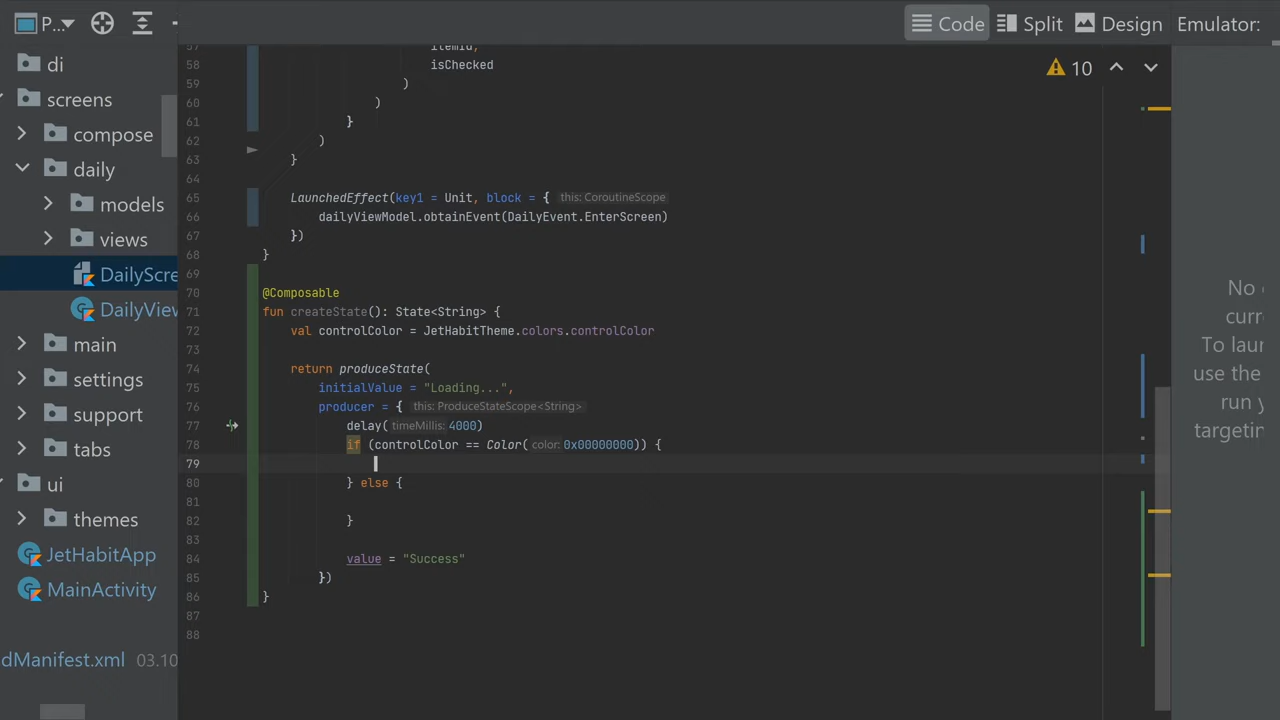 P...
Code
Split
Design
Emulator:
di
screens
compose
daily
models
views
DailyScre
DailyView
main
settings
support
tabs
ui
themes
JetHabitApp
MainActivity
dManifest.xml 03.10
10
57 itemId,
58 isChecked
59 )
60 )
61 }
62 )
63 }
64
65 LaunchedEffect(key1 = Unit, block = { this: CoroutineScope
66 dailyViewModel.obtainEvent(DailyEvent.EnterScreen)
67 })
68 }
69
70 @Composable
71 fun createState(): State<String> {
72 val controlColor = JetHabitTheme.colors.controlColor
73
74 return produceState(
75 initialValue = "Loading...",
76 producer = { this: ProduceStateScope<String>
77 delay( timeMillis: 4000)
78 if (controlColor == Color( color: 0x00000000)) {
79
80 } else {
81
82 }
83
84 value = "Success"
85 })
86 }
87
88
No
curr
To lau
use the
run y
targetin